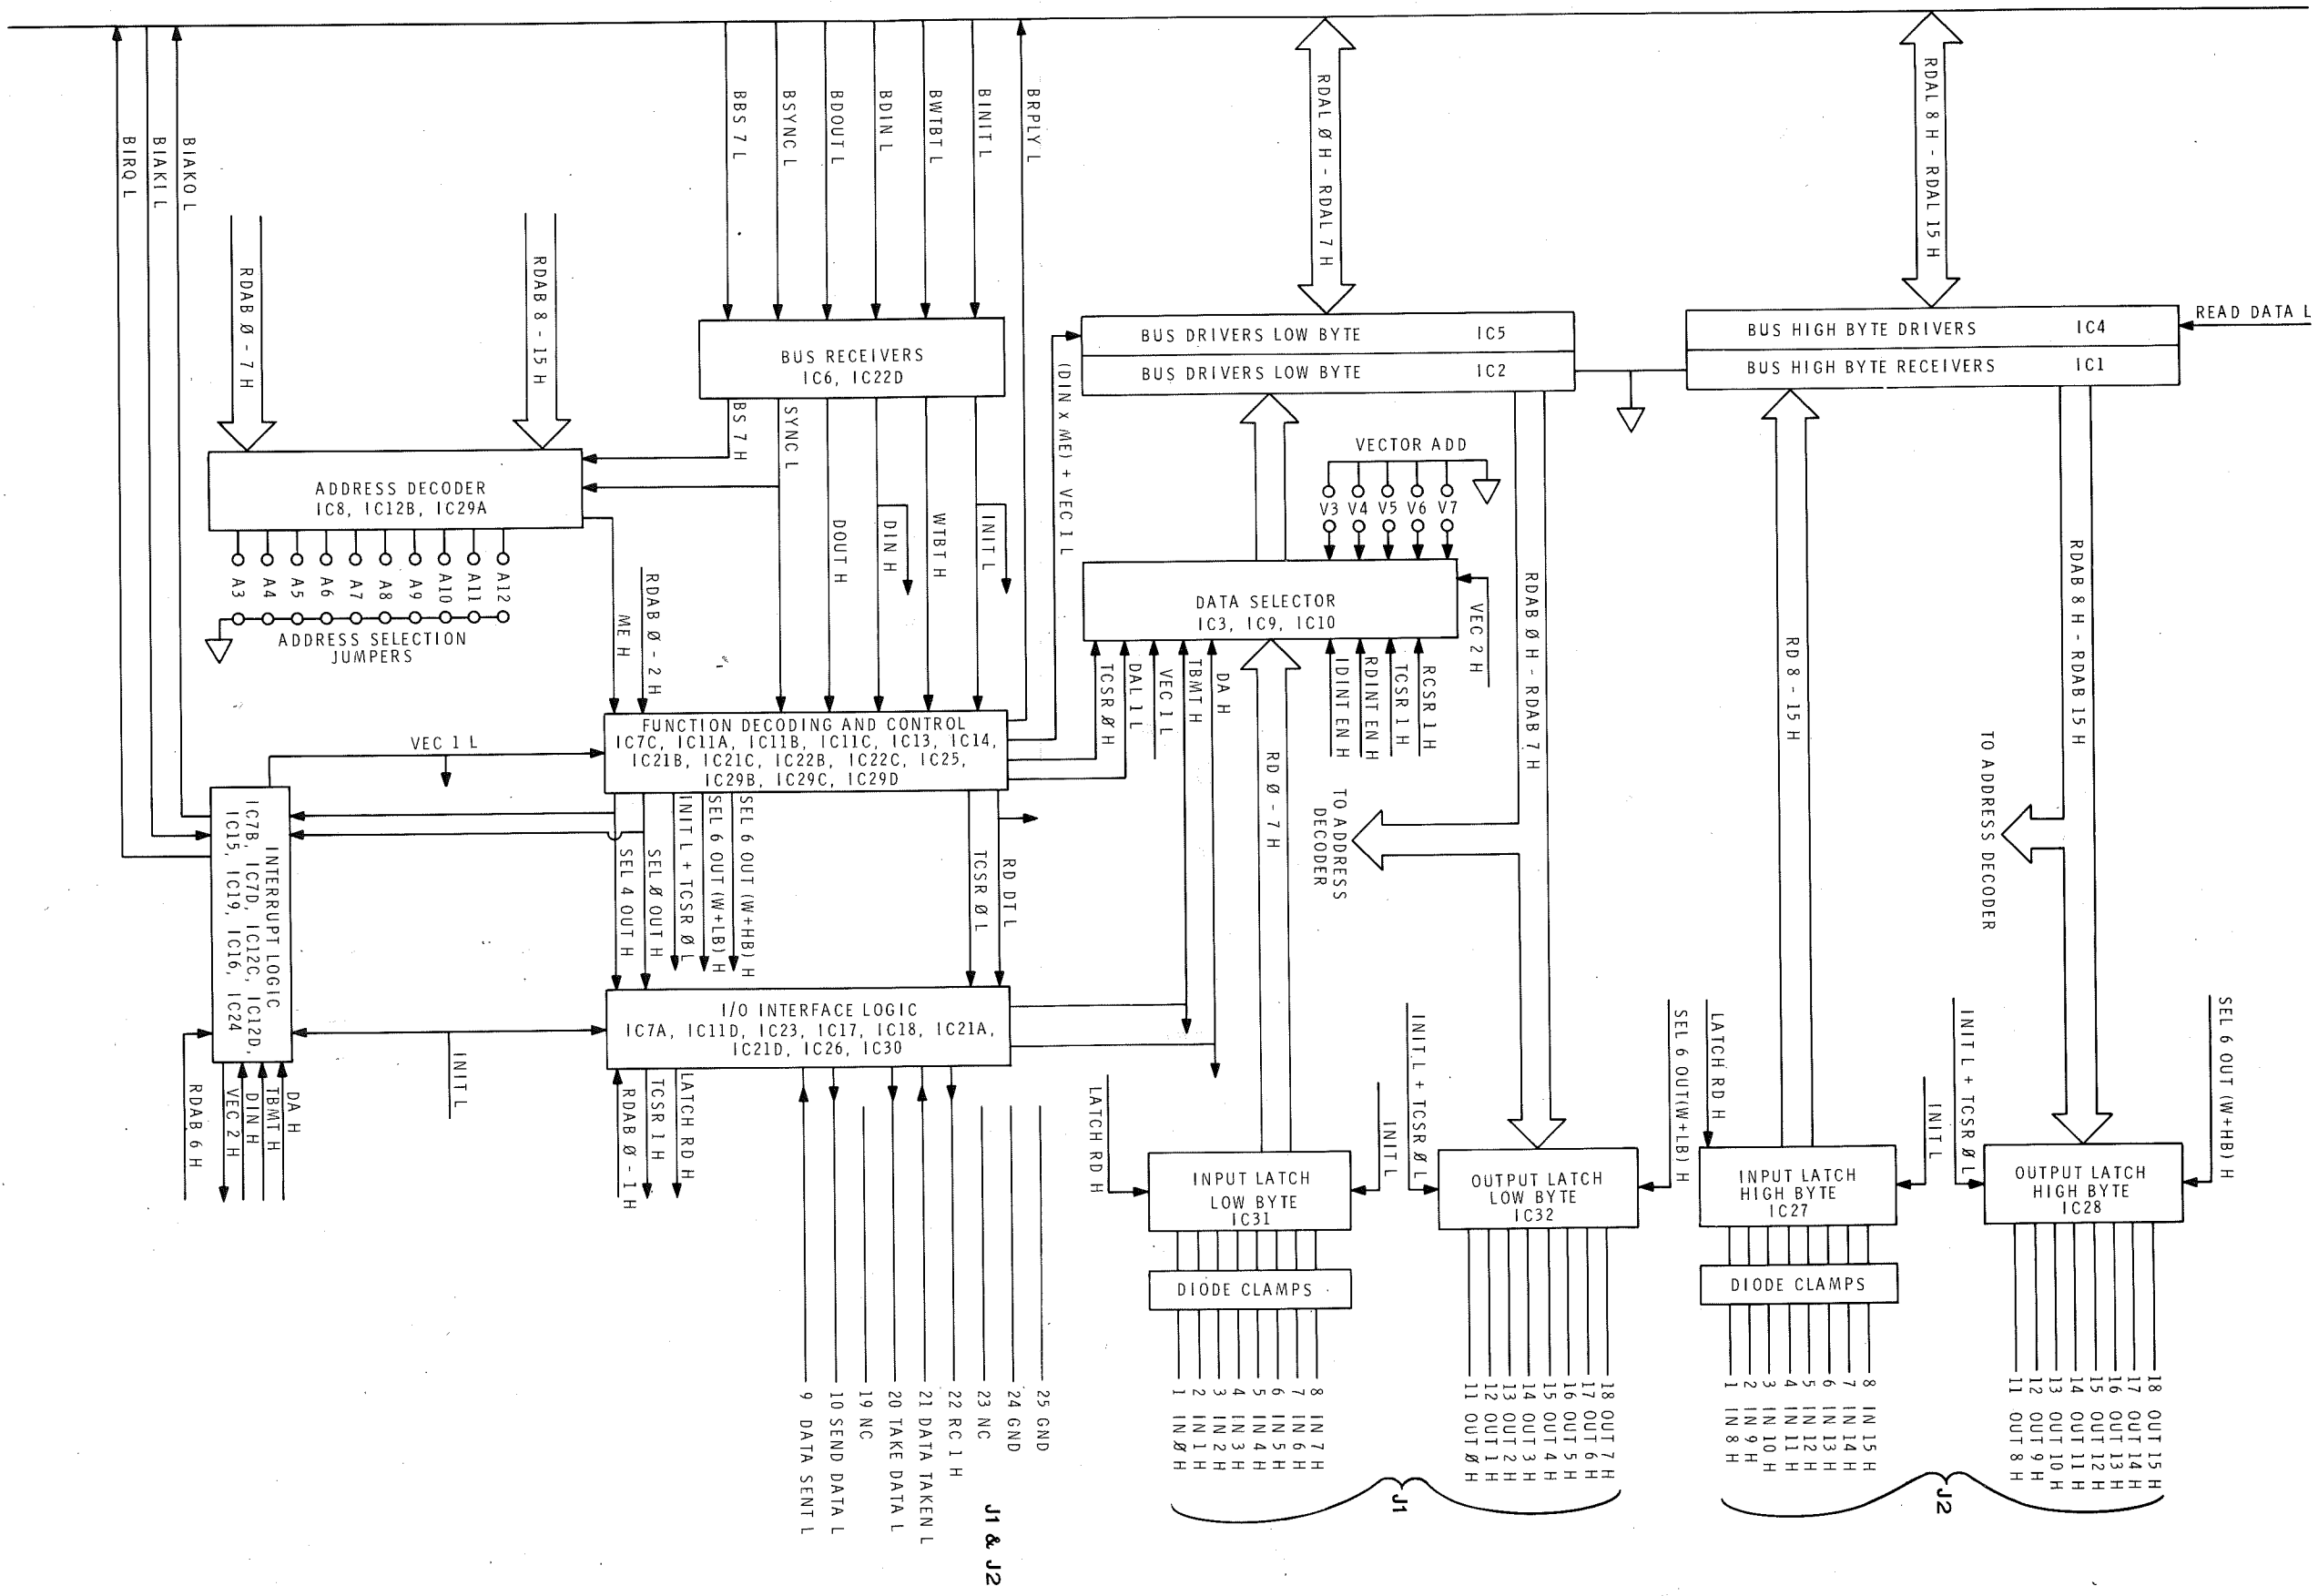 BIRQ L
BIAKI L
BIAKO L
RDAB Ø - 7 H
RDAB 8 - 15 H
BBS 7 L
BSYNC L
BDOUT L
BDIN L
BWTBT L
BINIT L
BRPLY L
RDAL Ø H - RDAL 7 H
RDAL 8 H - RDAL 15 H
READ DATA L
BUS RECEIVERS
IC6, IC22D
BUS DRIVERS LOW BYTE IC5
BUS DRIVERS LOW BYTE IC2
BUS HIGH BYTE DRIVERS IC4
BUS HIGH BYTE RECEIVERS IC1
BS 7 H
SYNC L
DOUT H
DIN H
WTBT H
INIT L
(DIN x ME) + VEC 1 L
ADDRESS DECODER
IC8, IC12B, IC29A
A3
A4
A5
A6
A7
A8
A9
A10
A11
A12
ADDRESS SELECTION
JUMPERS
ME H
RDAB Ø - 2 H
VECTOR ADD
V3 V4 V5 V6 V7
DATA SELECTOR
IC3, IC9, IC10
VEC 2 H
TCSR Ø H
DAL 1 L
VEC 1 L
TBMT H
DA H
IDINT EN H
RDINT EN H
TCSR 1 H
RCSR 1 H
RDAB Ø H - RDAB 7 H
RD 8 - 15 H
RDAB 8 H - RDAB 15 H
FUNCTION DECODING AND CONTROL
IC7C, IC11A, IC11B, IC11C, IC13, IC14,
IC21B, IC21C, IC22B, IC22C, IC25,
IC29B, IC29C, IC29D
VEC 1 L
INTERRUPT LOGIC
IC7B, IC7D, IC12C, IC12D,
IC15, IC19, IC16, IC24
SEL 4 OUT H
SEL Ø OUT H
INIT L + TCSR Ø L
SEL 6 OUT (W+LB) H
SEL 6 OUT (W+HB) H
TCSR Ø L
RD DT L
RD Ø - 7 H
TO ADDRESS
DECODER
TO ADDRESS DECODER
I/O INTERFACE LOGIC
IC7A, IC11D, IC23, IC17, IC18, IC21A,
IC21D, IC26, IC30
INIT L
RDAB 6 H
VEC 2 H
DIN H
TBMT H
DA H
RDAB Ø - 1 H
TCSR 1 H
LATCH RD H
LATCH RD H
INIT L
INIT L + TCSR Ø L
SEL 6 OUT(W+LB) H
LATCH RD H
INIT L
INIT L + TCSR Ø L
SEL 6 OUT (W+HB) H
INPUT LATCH
LOW BYTE
IC31
OUTPUT LATCH
LOW BYTE
IC32
INPUT LATCH
HIGH BYTE
IC27
OUTPUT LATCH
HIGH BYTE
IC28
DIODE CLAMPS
DIODE CLAMPS
9 DATA SENT L
10 SEND DATA L
19 NC
20 TAKE DATA L
21 DATA TAKEN L
22 RC 1 H
23 NC
24 GND
25 GND
J1 & J2
1 IN Ø H
2 IN 1 H
3 IN 2 H
4 IN 3 H
5 IN 4 H
6 IN 5 H
7 IN 6 H
8 IN 7 H
11 OUT Ø H
12 OUT 1 H
13 OUT 2 H
14 OUT 3 H
15 OUT 4 H
16 OUT 5 H
17 OUT 6 H
18 OUT 7 H
J1
1 IN 8 H
2 IN 9 H
3 IN 10 H
4 IN 11 H
5 IN 12 H
6 IN 13 H
7 IN 14 H
8 IN 15 H
11 OUT 8 H
12 OUT 9 H
13 OUT 10 H
14 OUT 11 H
15 OUT 12 H
16 OUT 13 H
17 OUT 14 H
18 OUT 15 H
J2